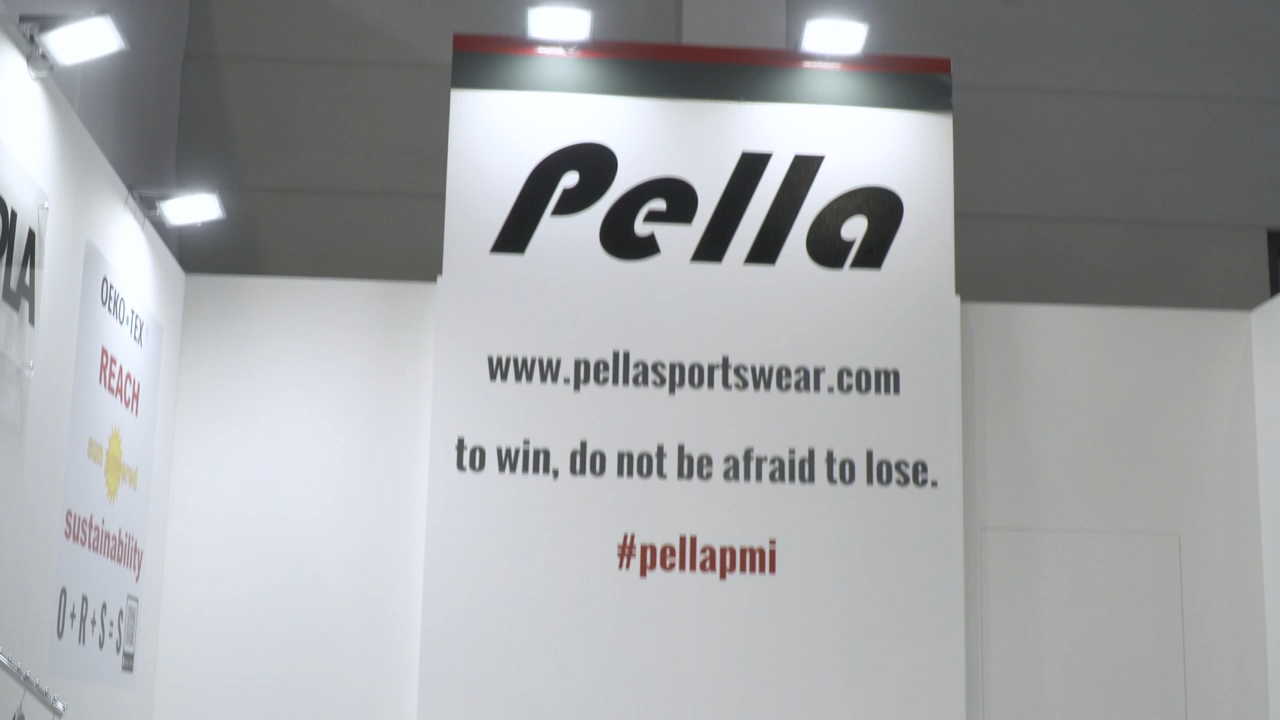 Pella
www.pellasportswear.com
to win, do not be afraid to lose.
#pellapmi
OEKO-TEX
REACH
sustainability
O+R+S=S